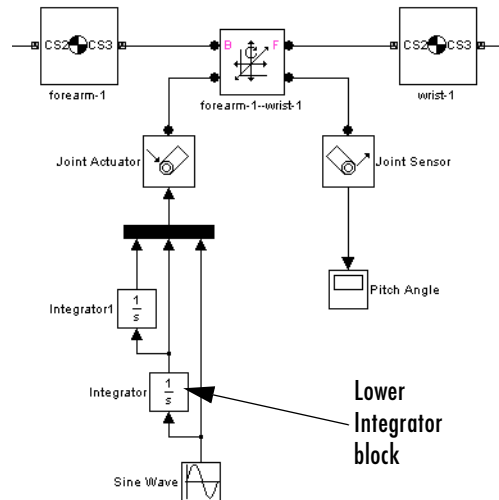 CS2 CS3
B
C
F
CS2 CS3
forearm-1
forearm-1--wrist-1
wrist-1
Joint Actuator
Joint Sensor
Integrator1
1
s
Pitch Angle
Integrator
1
s
Lower
Integrator
block
Sine Wave